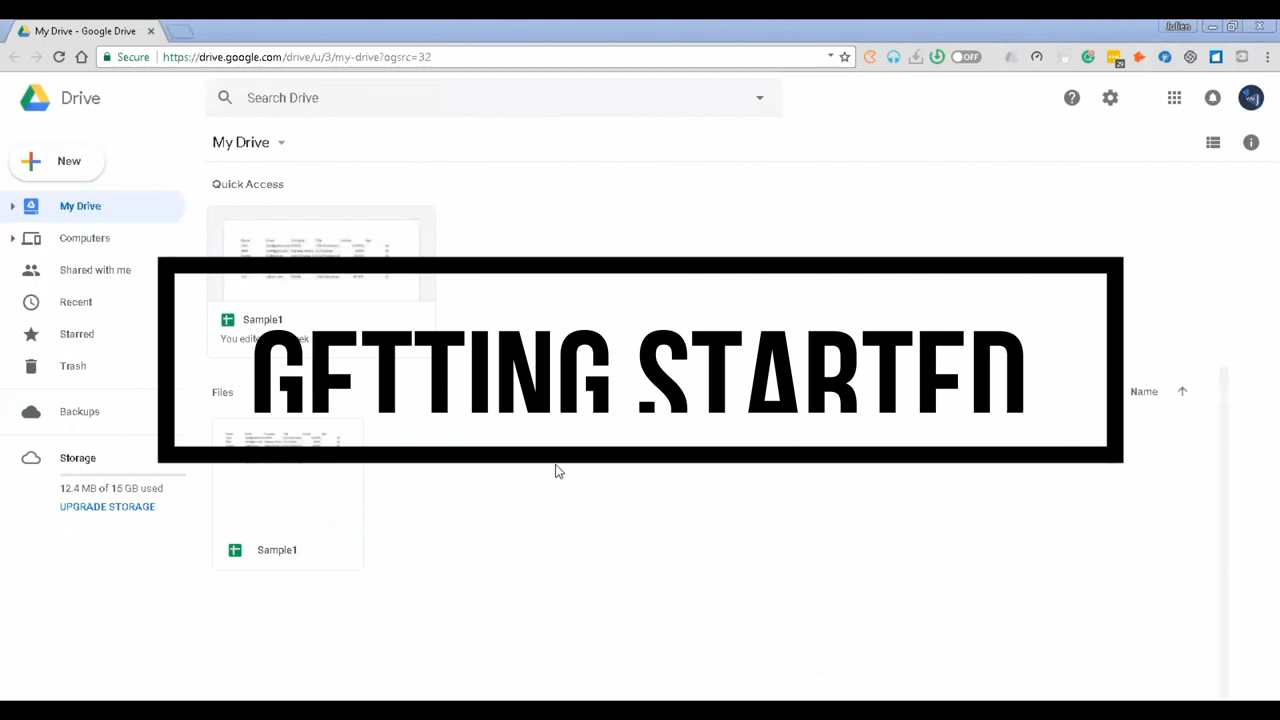 My Drive - Google Drive
Julien
Secure
https://drive.google.com/drive/u/3/my-drive?ogsrc=32
OFF
29
Drive
Search Drive
My Drive
New
Quick Access
My Drive
Computers
Shared with me
Recent
Starred
Trash
Backups
Storage
12.4 MB of 15 GB used
UPGRADE STORAGE
Sample1
You
GETTING STARTED
Files
Name
Sample1